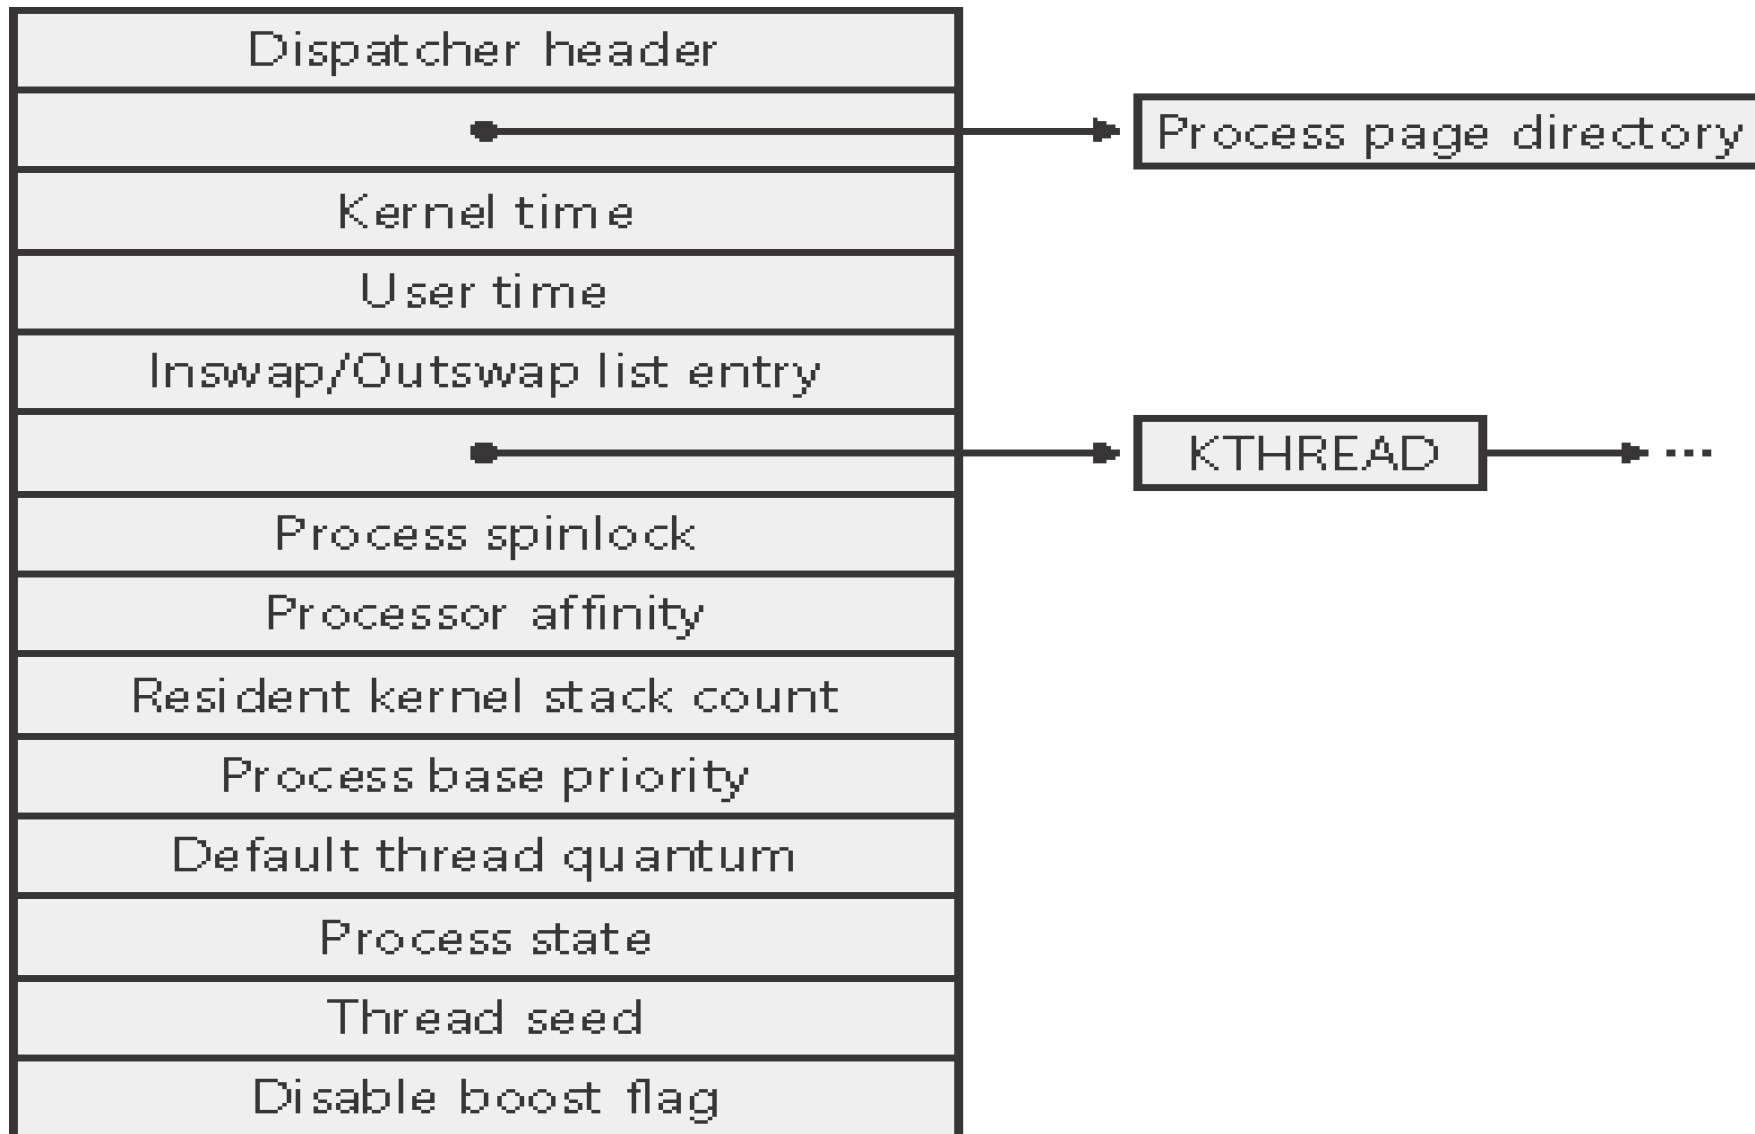 Dispatcher header
Process page directory
Kernel time
User time
Inswap/Outswap list entry
KTHREAD
...
Process spinlock
Processor affinity
Resident kernel stack count
Process base priority
Default thread quantum
Process state
Thread seed
Disable boost flag